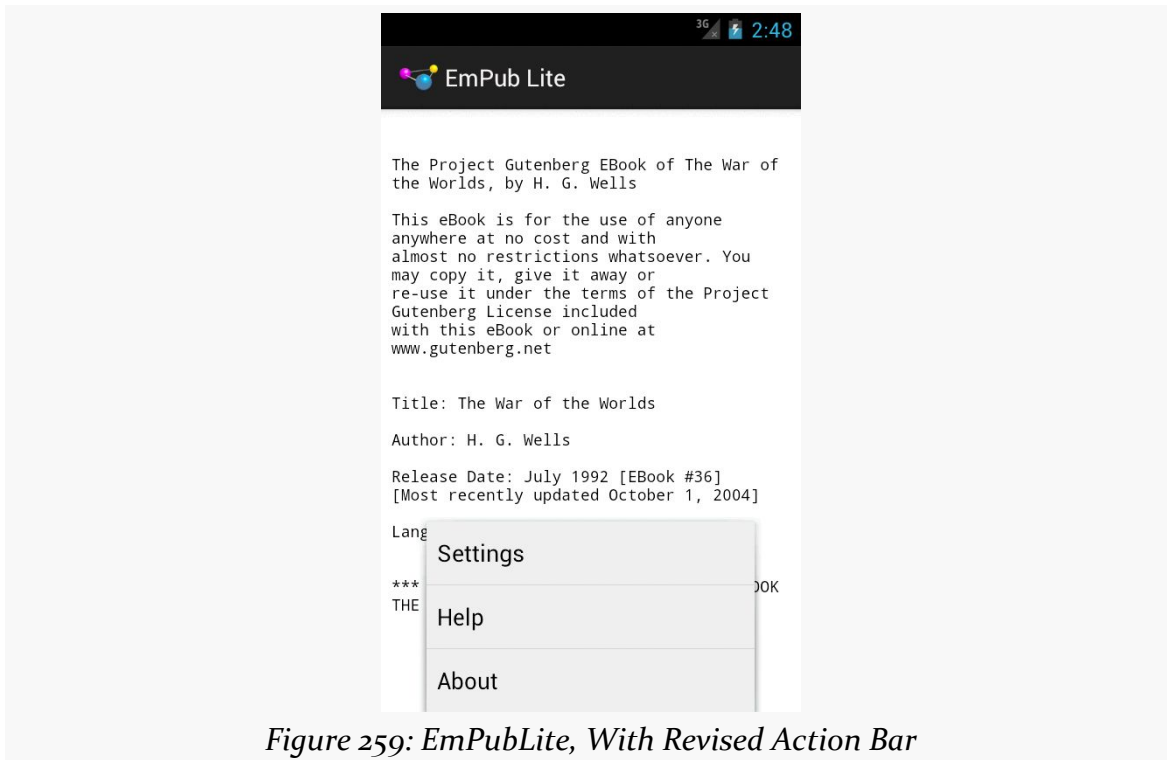 3G 2:48
EmPub Lite
The Project Gutenberg EBook of The War of
the Worlds, by H. G. Wells
This eBook is for the use of anyone
anywhere at no cost and with
almost no restrictions whatsoever. You
may copy it, give it away or
re-use it under the terms of the Project
Gutenberg License included
with this eBook or online at
www.gutenberg.net
Title: The War of the Worlds
Author: H. G. Wells
Release Date: July 1992 [EBook #36]
[Most recently updated October 1, 2004]
Lang
Settings
*** OOK
THE
Help
About
Figure 259: EmPubLite, With Revised Action Bar